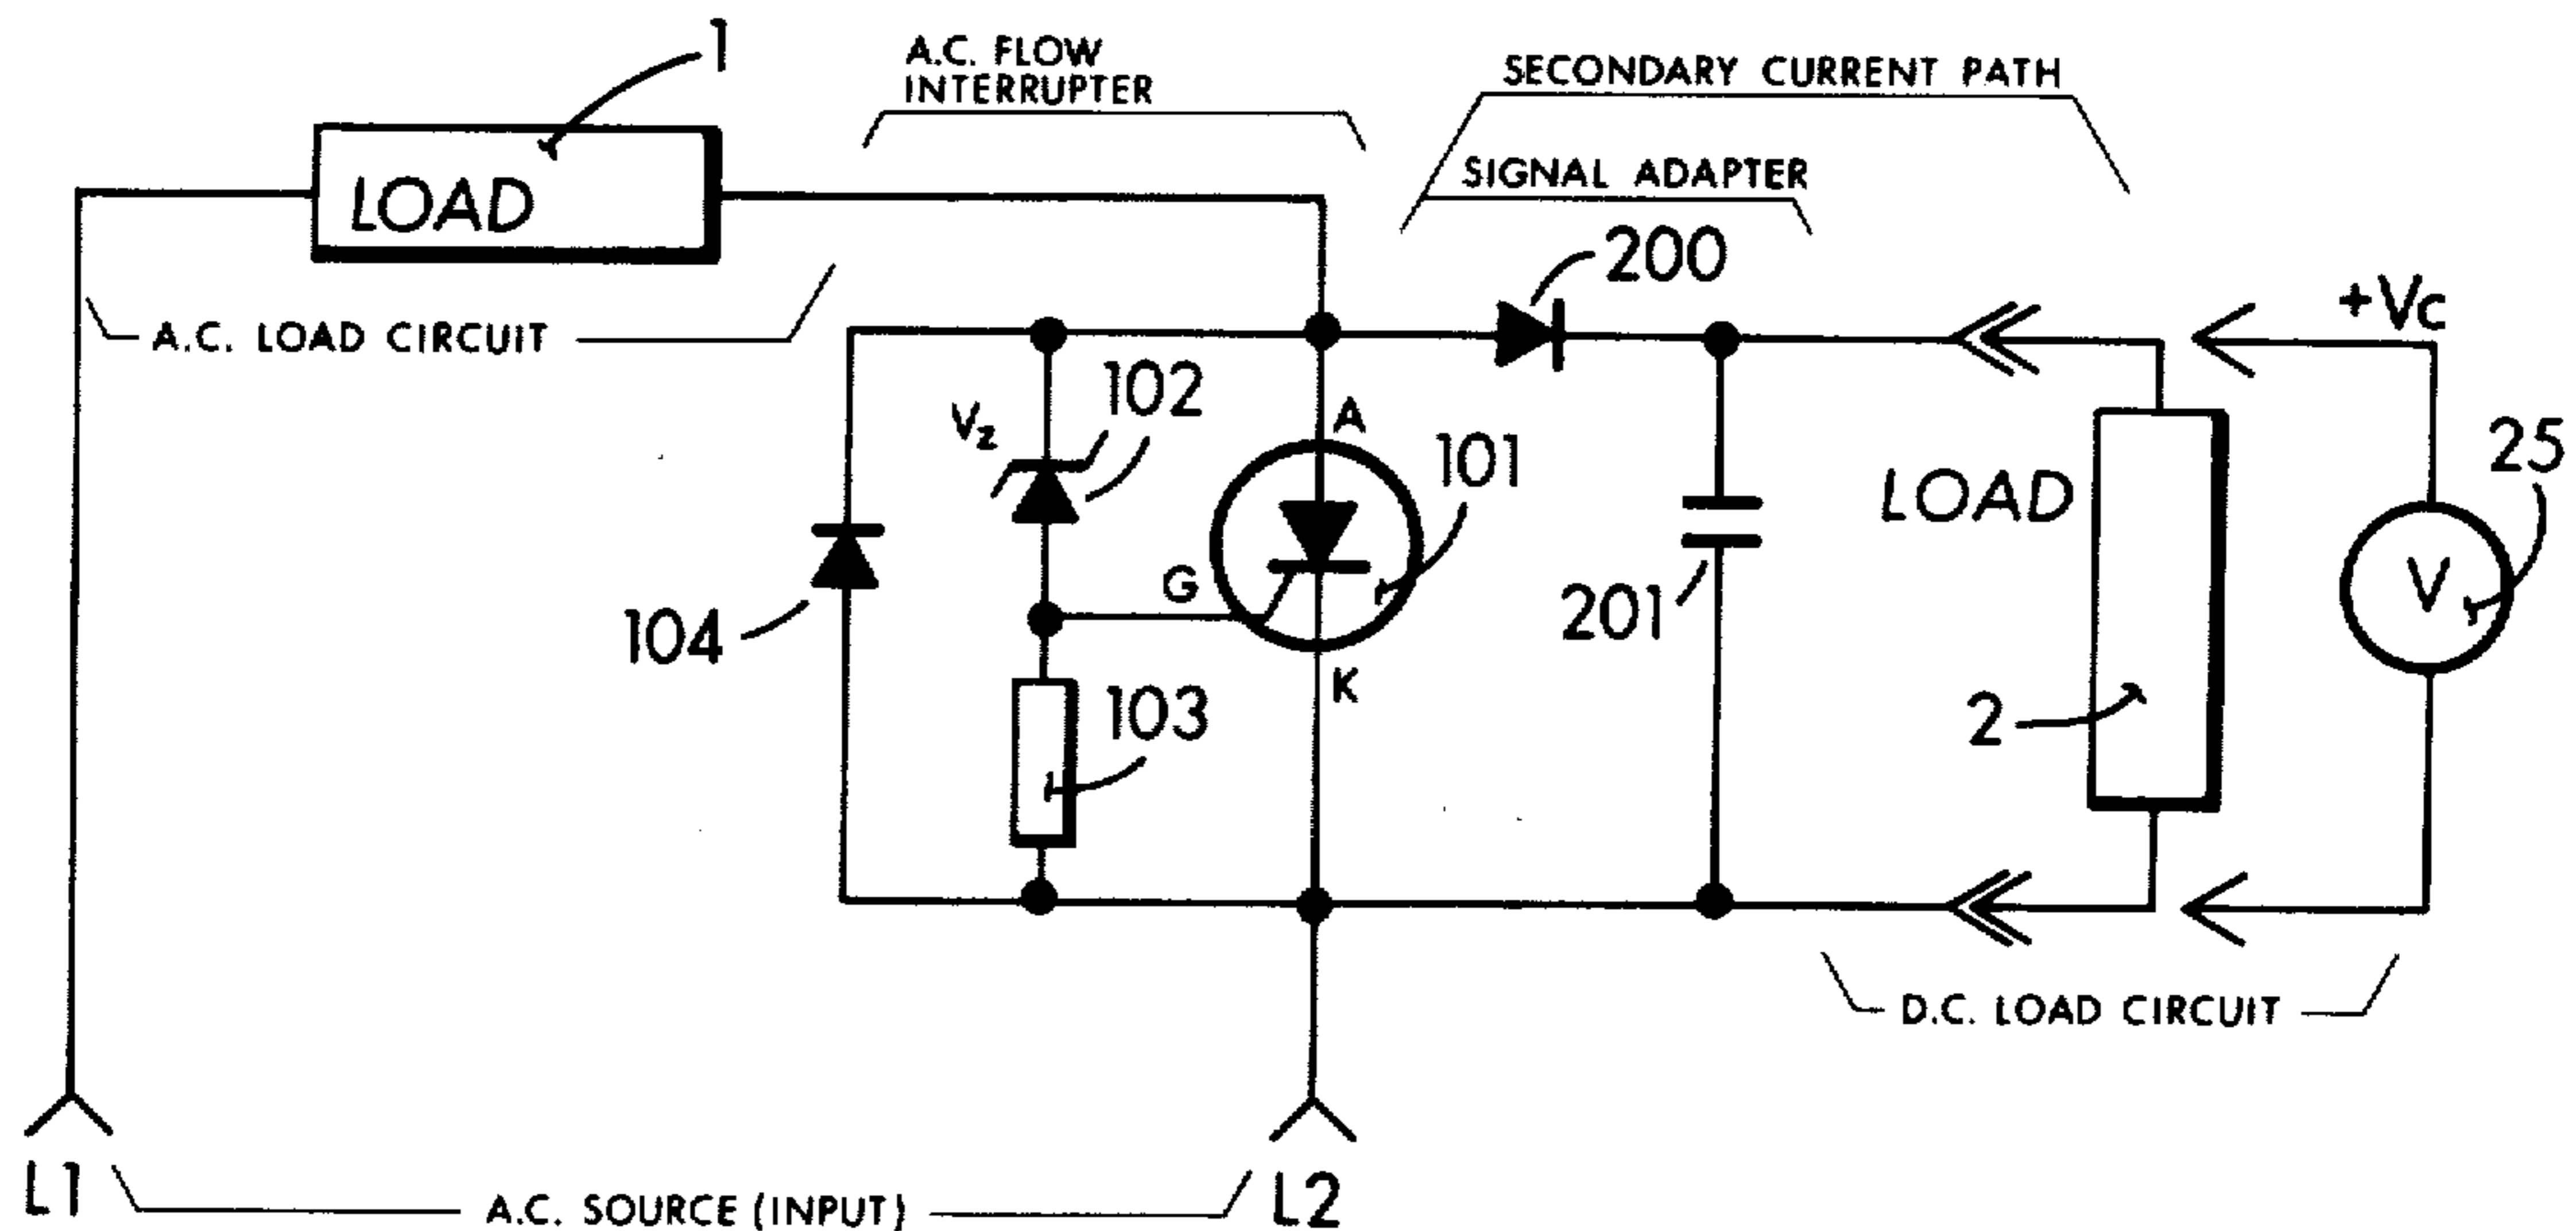 1
A.C. FLOW
INTERRUPTER
SECONDARY CURRENT PATH
SIGNAL ADAPTER
LOAD
200
+Vc
A.C. LOAD CIRCUIT
Vz
102
A
101
25
LOAD
V
G
201
104
K
103
2
D.C. LOAD CIRCUIT
L1
A.C. SOURCE (INPUT)
L2